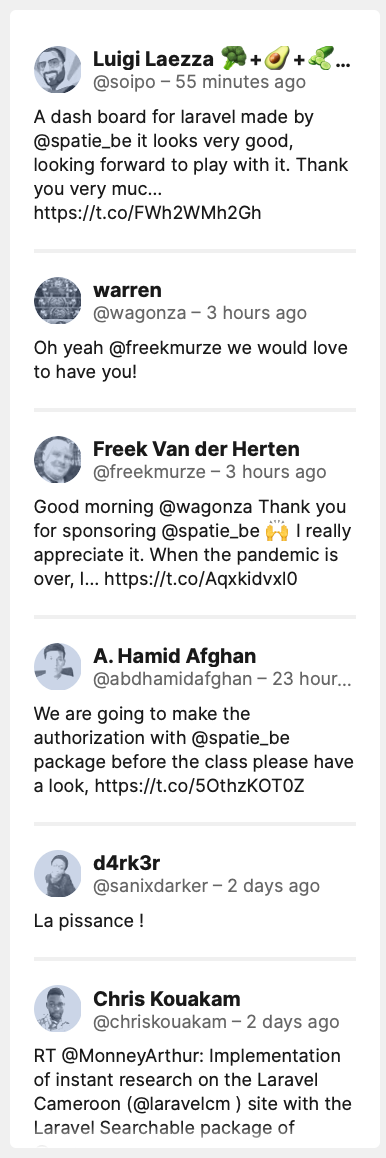 Luigi Laezza 🥦+🥑+🥒...
@soipo – 55 minutes ago
A dash board for laravel made by
@spatie_be it looks very good,
looking forward to play with it. Thank
you very muc...
https://t.co/FWh2WMh2Gh
warren
@wagonza – 3 hours ago
Oh yeah @freekmurze we would love
to have you!
Freek Van der Herten
@freekmurze – 3 hours ago
Good morning @wagonza Thank you
for sponsoring @spatie_be 🙌 I really
appreciate it. When the pandemic is
over, I... https://t.co/Aqxkidvxl0
A. Hamid Afghan
@abdhamidafghan – 23 hour...
We are going to make the
authorization with @spatie_be
package before the class please have
a look, https://t.co/5OthzKOT0Z
d4rk3r
@sanixdarker – 2 days ago
La pissance !
Chris Kouakam
@chriskouakam – 2 days ago
RT @MonneyArthur: Implementation
of instant research on the Laravel
Cameroon (@laravelcm ) site with the
Laravel Searchable package of